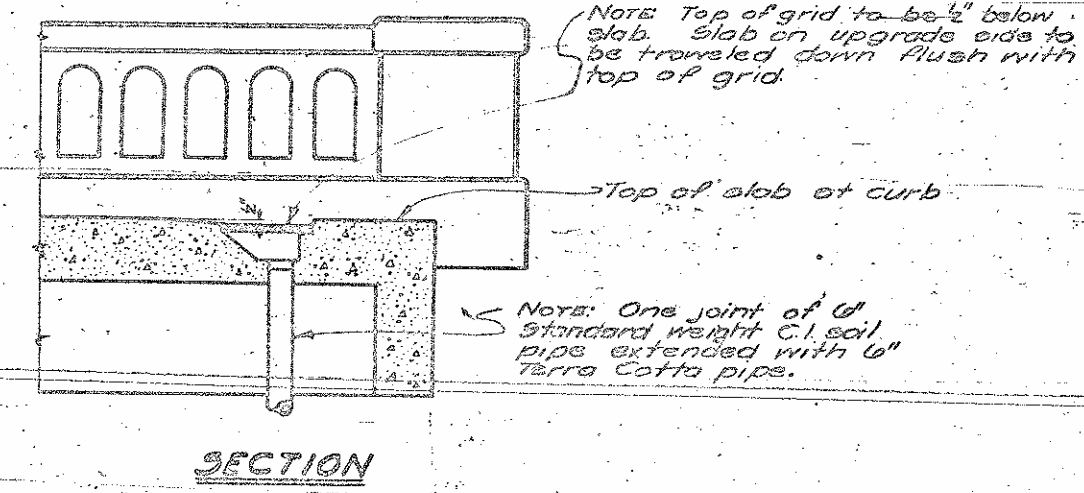 NOTE Top of grid to be ½" below
slab. Slab on upgrade side to
be troweled down flush with
top of grid.
Top of slab at curb
NOTE: One joint of 6"
Standard weight C.I. soil
pipe extended with 6"
Terra Cotta pipe.
SECTION